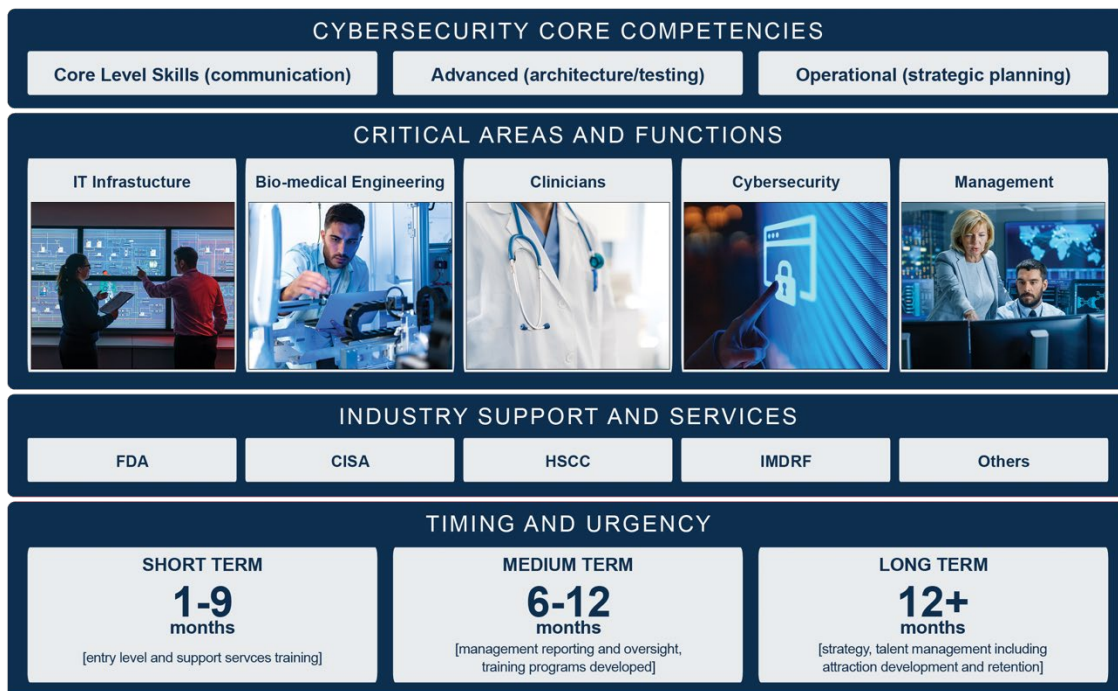 CYBERSECURITY CORE COMPETENCIES
Core Level Skills (communication)
Advanced (architecture/testing)
Operational (strategic planning)
CRITICAL AREAS AND FUNCTIONS
IT Infrastucture
Bio-medical Engineering
Clinicians
Cybersecurity
Management
INDUSTRY SUPPORT AND SERVICES
FDA
CISA
HSCC
IMDRF
Others
TIMING AND URGENCY
SHORT TERM
1-9
months
[entry level and support servces training]
MEDIUM TERM
6-12
months
[management reporting and oversight,
training programs developed]
LONG TERM
12+
months
[strategy, talent management including
attraction development and retention]